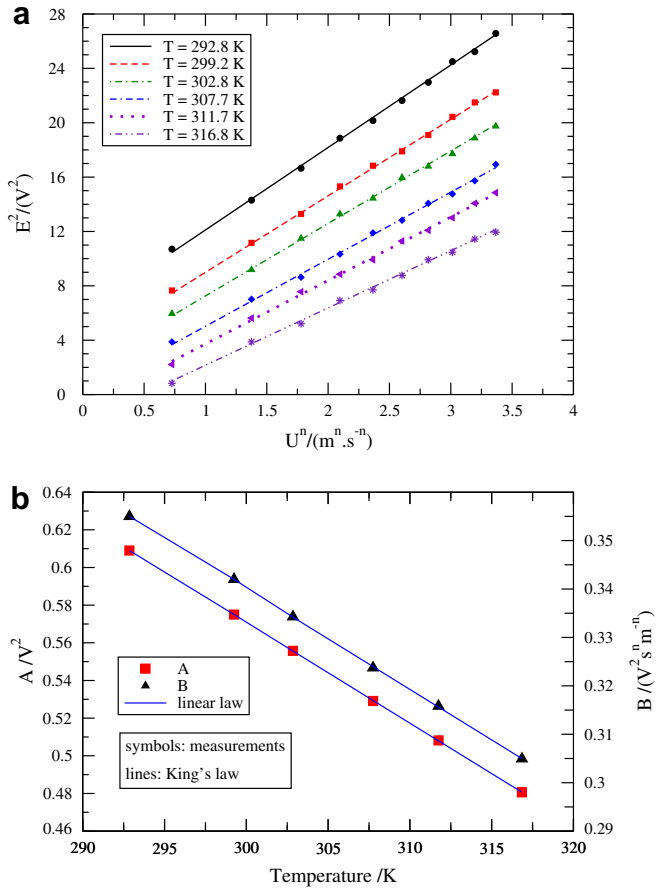 a
28
24
20
16
12
8
4
0
E²/(V²)
T = 292.8 K
T = 299.2 K
T = 302.8 K
T = 307.7 K
T = 311.7 K
T = 316.8 K
0 0.5 1 1.5 2 2.5 3 3.5 4
Uⁿ/(mⁿ.s⁻ⁿ)
b
0.64
0.62
0.6
0.58
0.56
0.54
0.52
0.5
0.48
0.46
A /V²
A
B
linear law
symbols: measurements
lines: King's law
0.35
0.34
0.33
0.32
0.31
0.3
0.29
B /(V²sⁿm⁻ⁿ)
290 295 300 305 310 315 320
Temperature /K